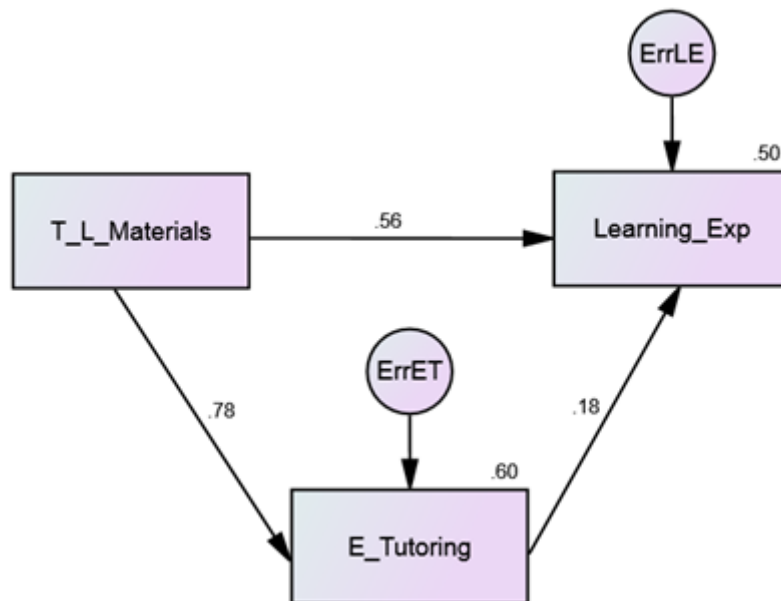 ErrLE
.50
T_L_Materials
.56
Learning_Exp
ErrET
.78
.18
.60
E_Tutoring